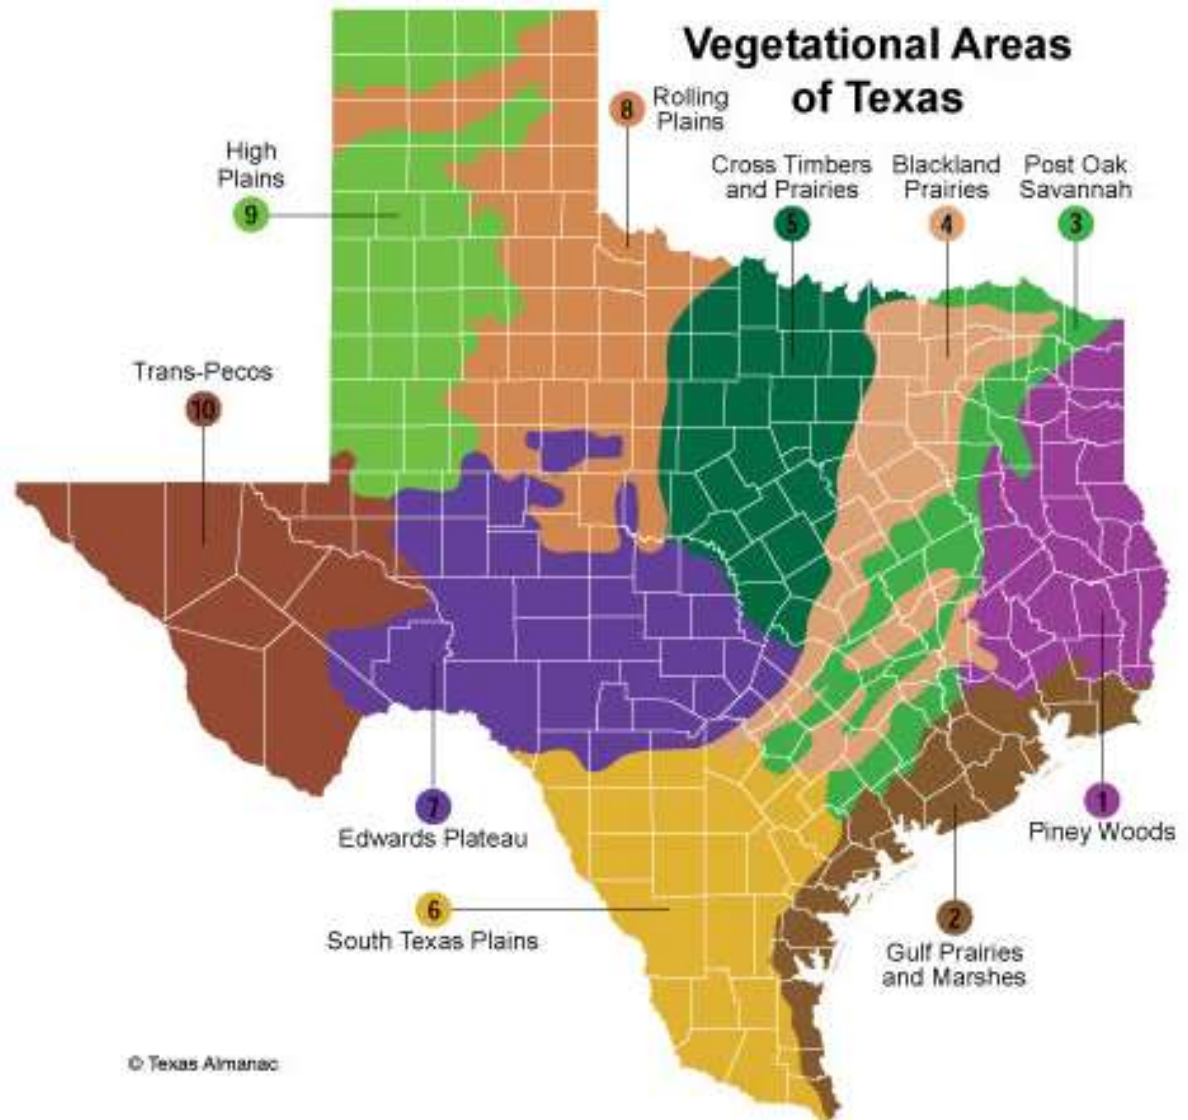 Vegetational Areas
of Texas
8
Rolling
Plains
High
Plains
9
Cross Timbers
and Prairies
5
Blackland
Prairies
4
Post Oak
Savannah
3
Trans-Pecos
10
7
Edwards Plateau
1
Piney Woods
6
South Texas Plains
2
Gulf Prairies
and Marshes
© Texas Almanac